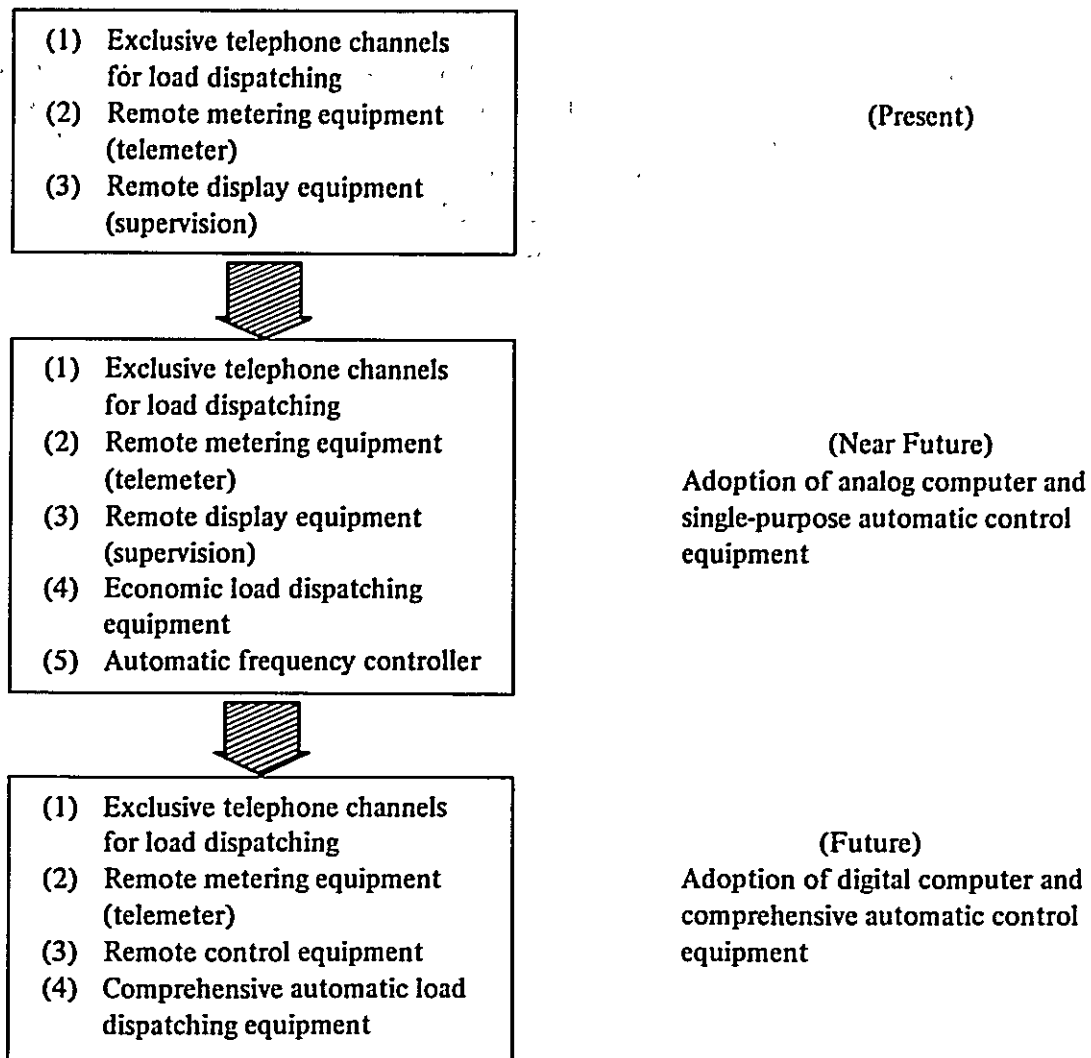 (1) Exclusive telephone channels
for load dispatching
(2) Remote metering equipment
(telemeter)
(3) Remote display equipment
(supervision)
(Present)
(1) Exclusive telephone channels
for load dispatching
(2) Remote metering equipment
(telemeter)
(3) Remote display equipment
(supervision)
(4) Economic load dispatching
equipment
(5) Automatic frequency controller
(Near Future)
Adoption of analog computer and
single-purpose automatic control
equipment
(1) Exclusive telephone channels
for load dispatching
(2) Remote metering equipment
(telemeter)
(3) Remote control equipment
(4) Comprehensive automatic load
dispatching equipment
(Future)
Adoption of digital computer and
comprehensive automatic control
equipment